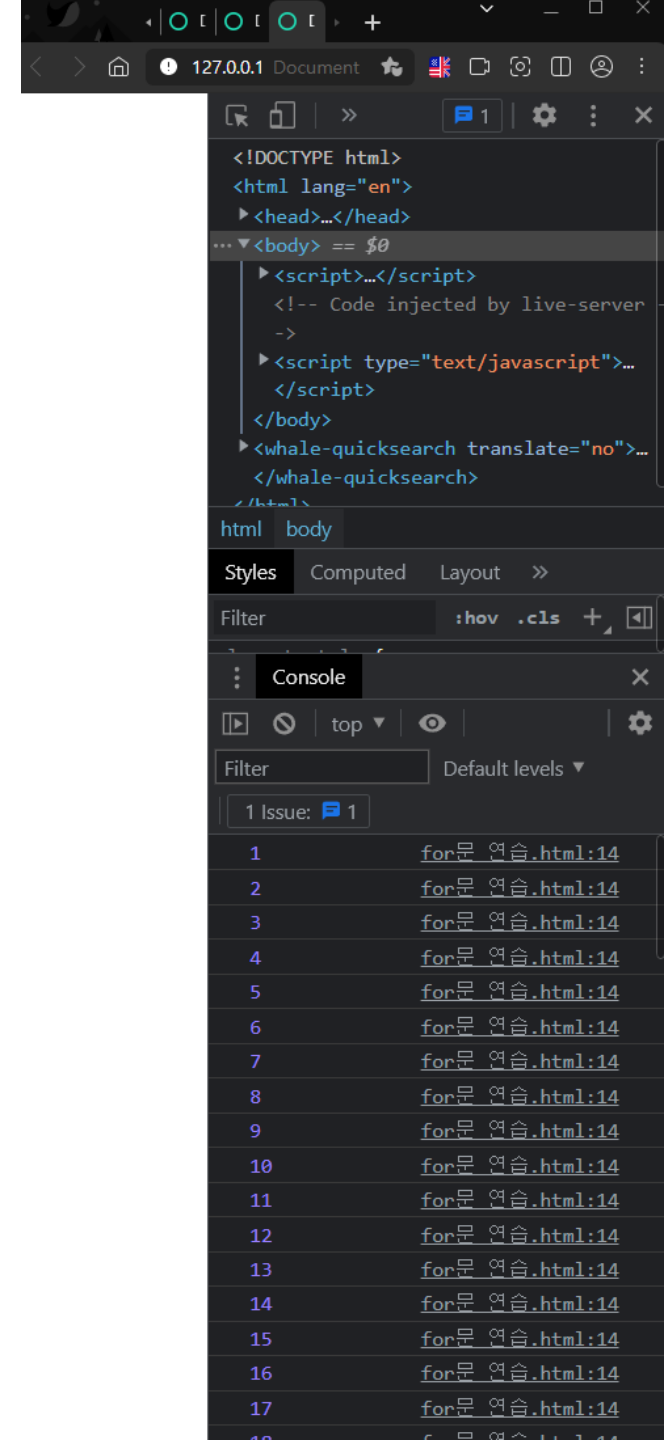 127.0.0.1 Document
1
<!DOCTYPE html>
<html lang="en">
<head>…</head>
<body> == $0
<script>…</script>
<!-- Code injected by live-server -
->
<script type="text/javascript">…
</script>
</body>
<whale-quicksearch translate="no">…
</whale-quicksearch>
</html>
html body
Styles Computed Layout
Filter :hov .cls
Console
top
Filter Default levels
1 Issue: 1
1 for문 연습.html:14
2 for문 연습.html:14
3 for문 연습.html:14
4 for문 연습.html:14
5 for문 연습.html:14
6 for문 연습.html:14
7 for문 연습.html:14
8 for문 연습.html:14
9 for문 연습.html:14
10 for문 연습.html:14
11 for문 연습.html:14
12 for문 연습.html:14
13 for문 연습.html:14
14 for문 연습.html:14
15 for문 연습.html:14
16 for문 연습.html:14
17 for문 연습.html:14